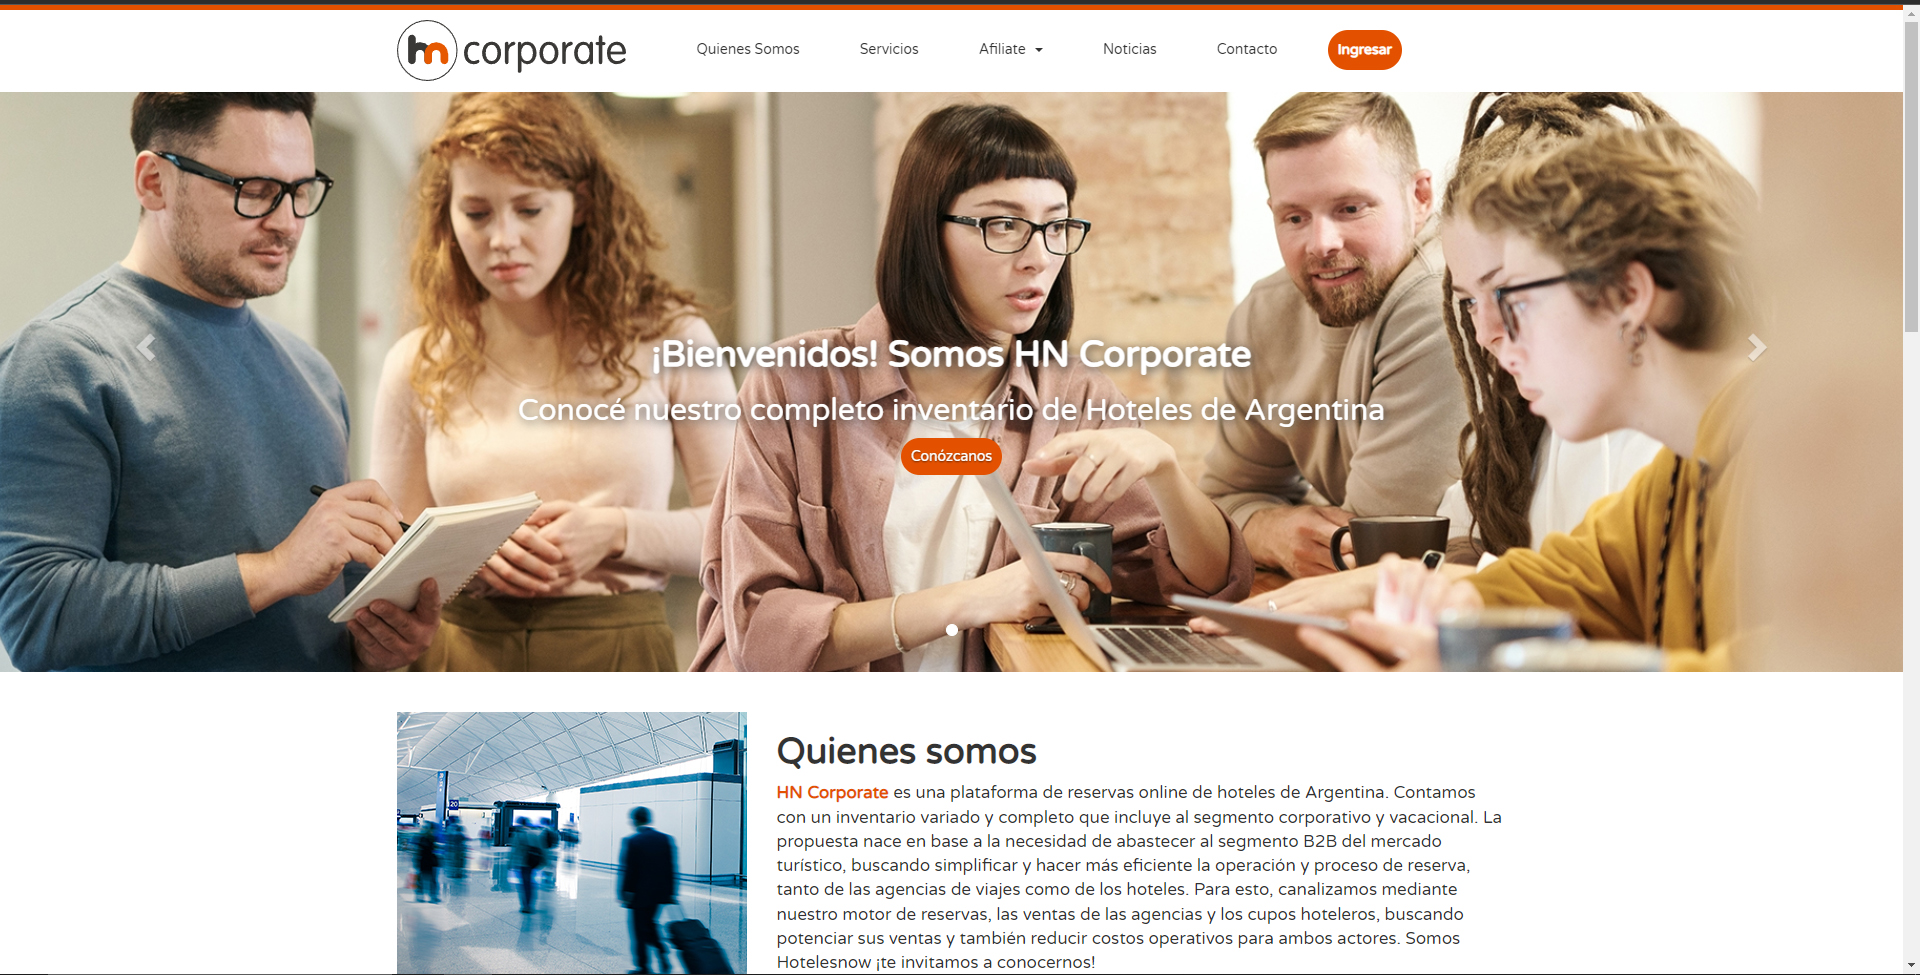 hn corporate
Quienes Somos
Servicios
Afiliate
Noticias
Contacto
Ingresar
¡Bienvenidos! Somos HN Corporate
Conocé nuestro completo inventario de Hoteles de Argentina
Conózcanos
20
Quienes somos
HN Corporate es una plataforma de reservas online de hoteles de Argentina. Contamos
con un inventario variado y completo que incluye al segmento corporativo y vacacional. La
propuesta nace en base a la necesidad de abastecer al segmento B2B del mercado
turístico, buscando simplificar y hacer más eficiente la operación y proceso de reserva,
tanto de las agencias de viajes como de los hoteles. Para esto, canalizamos mediante
nuestro motor de reservas, las ventas de las agencias y los cupos hoteleros, buscando
potenciar sus ventas y también reducir costos operativos para ambos actores. Somos
Hotelesnow ¡te invitamos a conocernos!